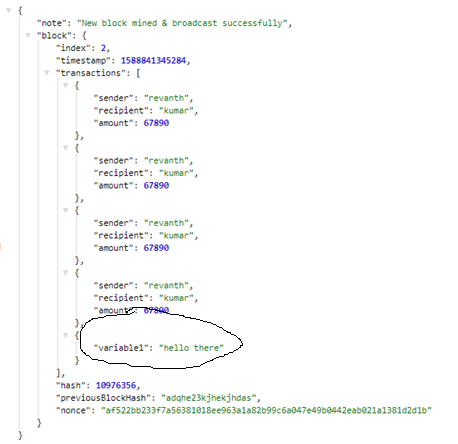 {
"note": "New block mined & broadcast successfully",
"block": {
"index": 2,
"timestamp": 1588841345284,
"transactions": [
{
"sender": "revanth",
"recipient": "kumar",
"amount": 67890
},
{
"sender": "revanth",
"recipient": "kumar",
"amount": 67890
},
{
"sender": "revanth",
"recipient": "kumar",
"amount": 67890
},
{
"sender": "revanth",
"recipient": "kumar",
"amount": 67890
},
{
"variable1": "hello there"
}
],
"hash": 10976356,
"previousBlockHash": "adqhe23kjhekjhdas",
"nonce": "af522bb233f7a56381018ee963a1a82b99c6a047e49b0442eab021a1381d2d1b"
}
}